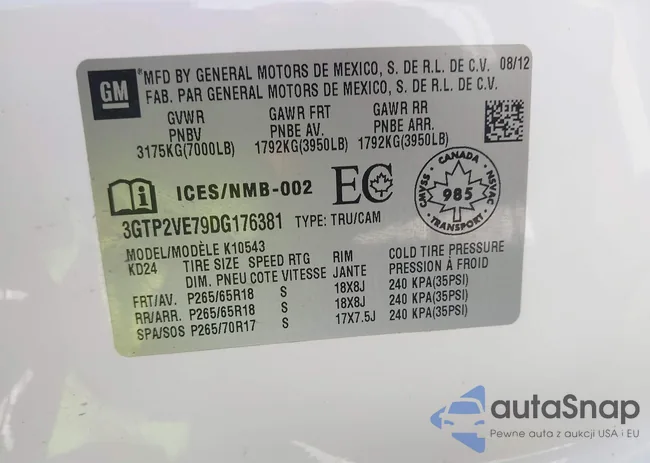 GM
MFD BY GENERAL MOTORS DE MEXICO, S. DE R.L. DE C.V. 08/12
FAB. PAR GENERAL MOTORS DE MEXICO, S. DE R.L. DE C.V.
GVWR GAWR FRT GAWR RR
PNBV PNBE AV. PNBE ARR.
3175KG(7000LB) 1792KG(3950LB) 1792KG(3950LB)
i ICES/NMB-002 EC CANADA CMVSS 985 NSVAC TRANSPORT
3GTP2VE79DG176381 TYPE: TRU/CAM
MODEL/MODÈLE K10543
KD24 TIRE SIZE SPEED RTG RIM COLD TIRE PRESSURE
DIM. PNEU COTE VITESSE JANTE PRESSION À FROID
FRT/AV. P265/65R18 S 18X8J 240 KPA(35PSI)
RR/ARR. P265/65R18 S 18X8J 240 KPA(35PSI)
SPA/SOS P265/70R17 S 17X7.5J 240 KPA(35PSI)
autaSnap
Pewne auta z aukcji USA i EU